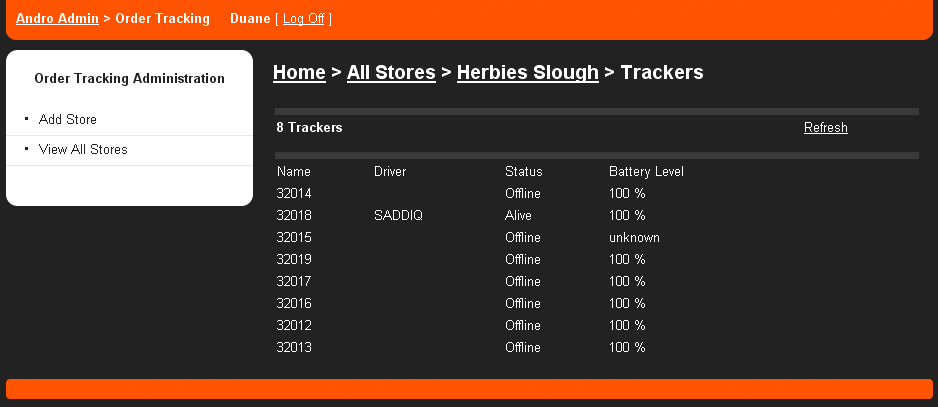 Andro Admin > Order Tracking Duane [ Log Off ]
Order Tracking Administration
• Add Store
• View All Stores
Home > All Stores > Herbies Slough > Trackers
8 Trackers Refresh
Name Driver Status Battery Level
32014 Offline 100 %
32018 SADDIQ Alive 100 %
32015 Offline unknown
32019 Offline 100 %
32017 Offline 100 %
32016 Offline 100 %
32012 Offline 100 %
32013 Offline 100 %